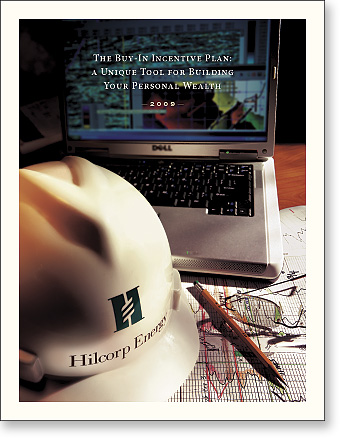 The Buy-In Incentive Plan:
a Unique Tool for Building
Your Personal Wealth
—2009—
DELL
H
Hilcorp Energy